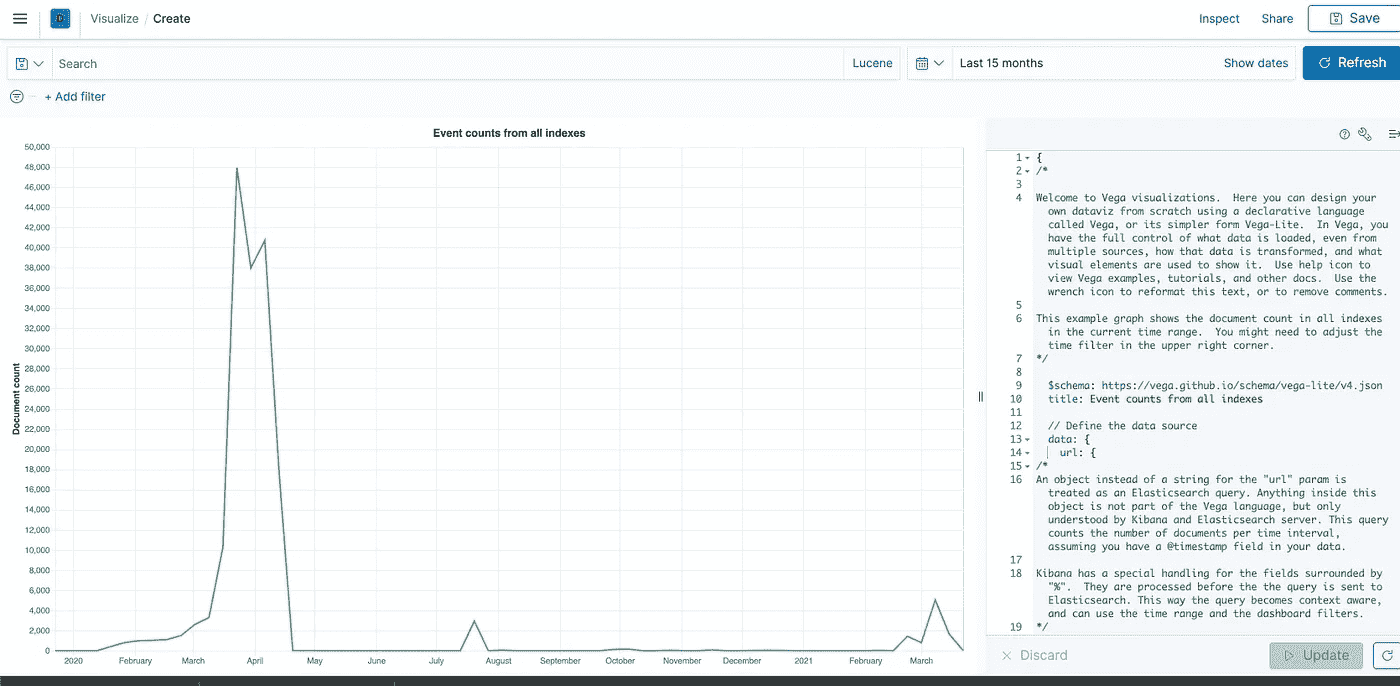 Visualize / Create
Inspect
Share
Save
Search
Lucene
Last 15 months
Show dates
Refresh
+ Add filter
Event counts from all indexes
Document count
50,000
48,000
46,000
44,000
42,000
40,000
38,000
36,000
34,000
32,000
30,000
28,000
26,000
24,000
22,000
20,000
18,000
16,000
14,000
12,000
10,000
8,000
6,000
4,000
2,000
0
2020 February March April May June July August September October November December 2021 February March
1 {
2 /*
3
4 Welcome to Vega visualizations.  Here you can design your
own dataviz from scratch using a declarative language
called Vega, or its simpler form Vega-Lite.  In Vega, you
have the full control of what data is loaded, even from
multiple sources, how that data is transformed, and what
visual elements are used to show it.  Use help icon to
view Vega examples, tutorials, and other docs.  Use the
wrench icon to reformat this text, or to remove comments.
5
6 This example graph shows the document count in all indexes
in the current time range.  You might need to adjust the
time filter in the upper right corner.
7 */
8
9 $schema: https://vega.github.io/schema/vega-lite/v4.json
10 title: Event counts from all indexes
11
12 // Define the data source
13 data: {
14 url: {
15 /*
16 An object instead of a string for the "url" param is
treated as an Elasticsearch query. Anything inside this
object is not part of the Vega language, but only
understood by Kibana and Elasticsearch server. This query
counts the number of documents per time interval,
assuming you have a @timestamp field in your data.
17
18 Kibana has a special handling for the fields surrounded by
"%".  They are processed before the the query is sent to
Elasticsearch. This way the query becomes context aware,
and can use the time range and the dashboard filters.
19 */
Discard
Update